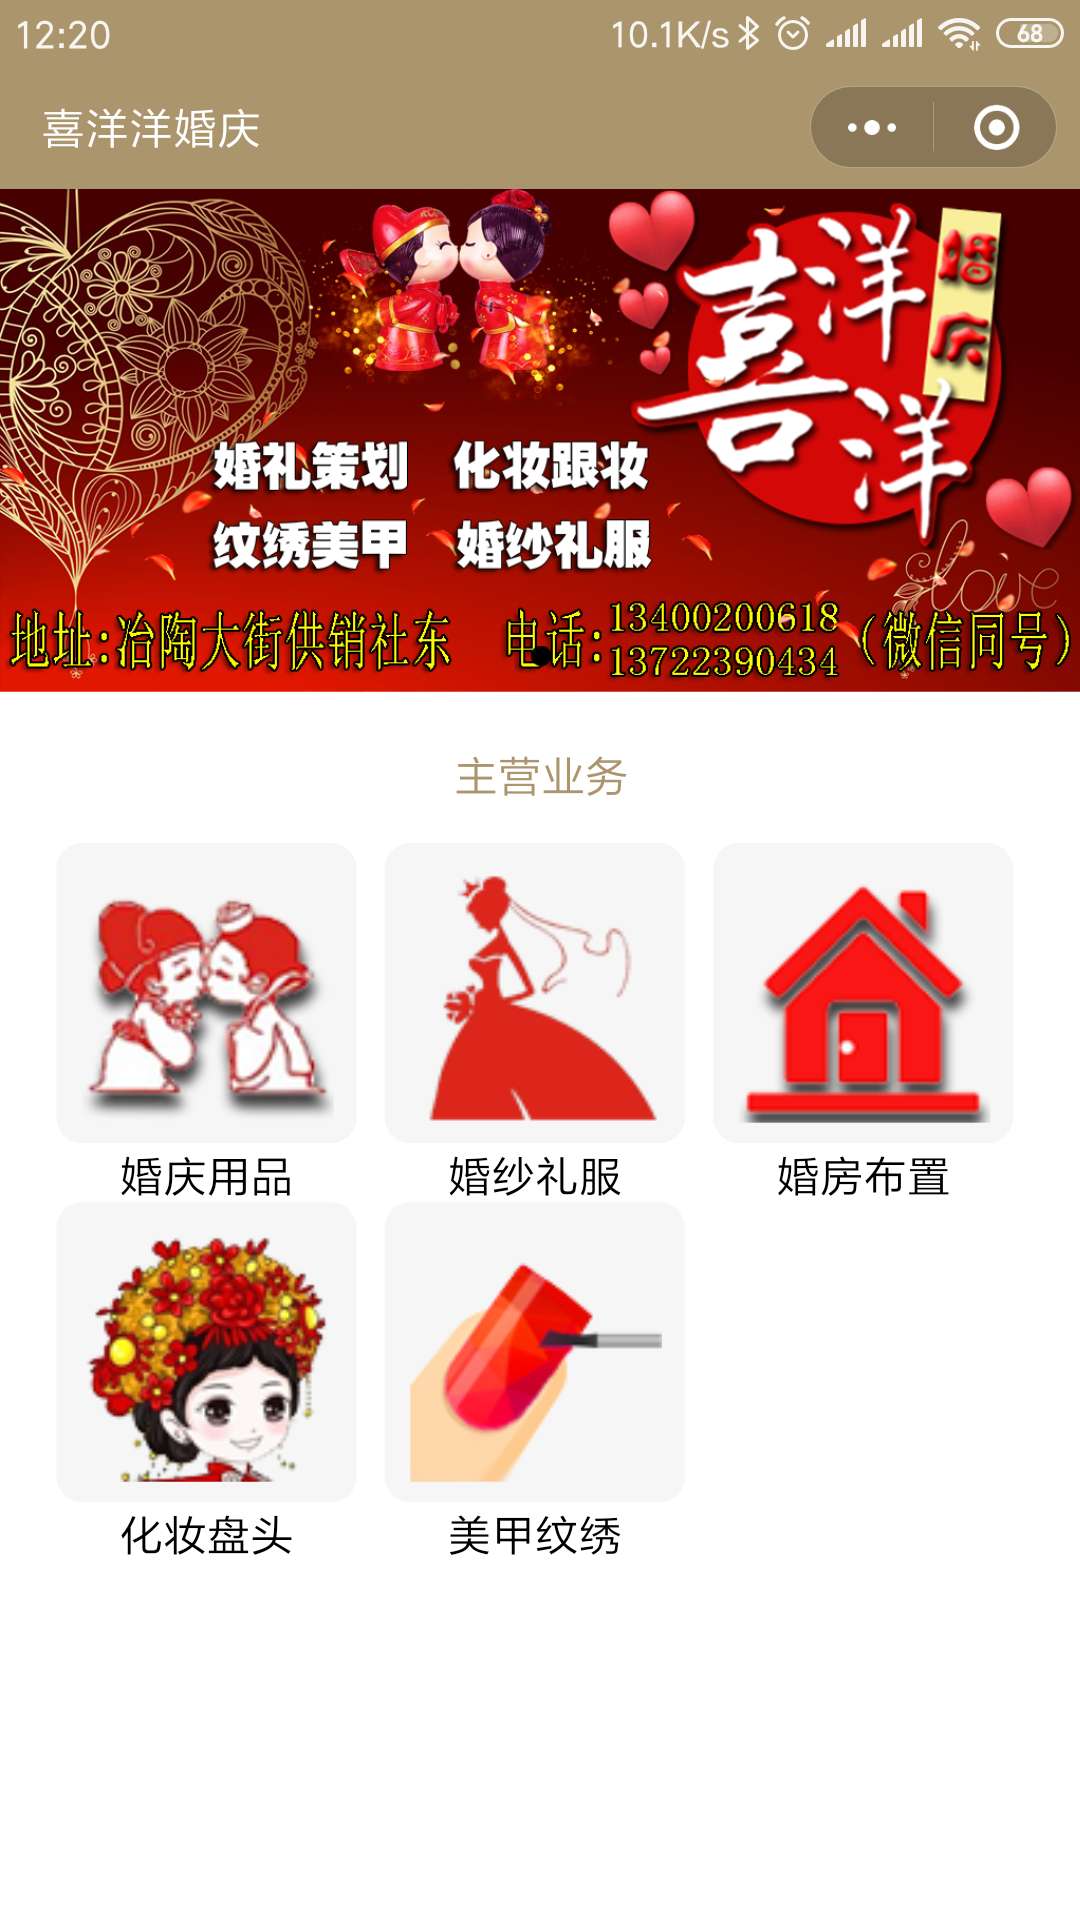 12:20
10.1K/s
68
喜洋洋婚庆
喜洋洋
婚庆
婚礼策划 化妆跟妆
纹绣美甲 婚纱礼服
love
地址:冶陶大街供销社东 电话:13400200618
13722390434(微信同号)
主营业务
婚庆用品 婚纱礼服 婚房布置
化妆盘头 美甲纹绣